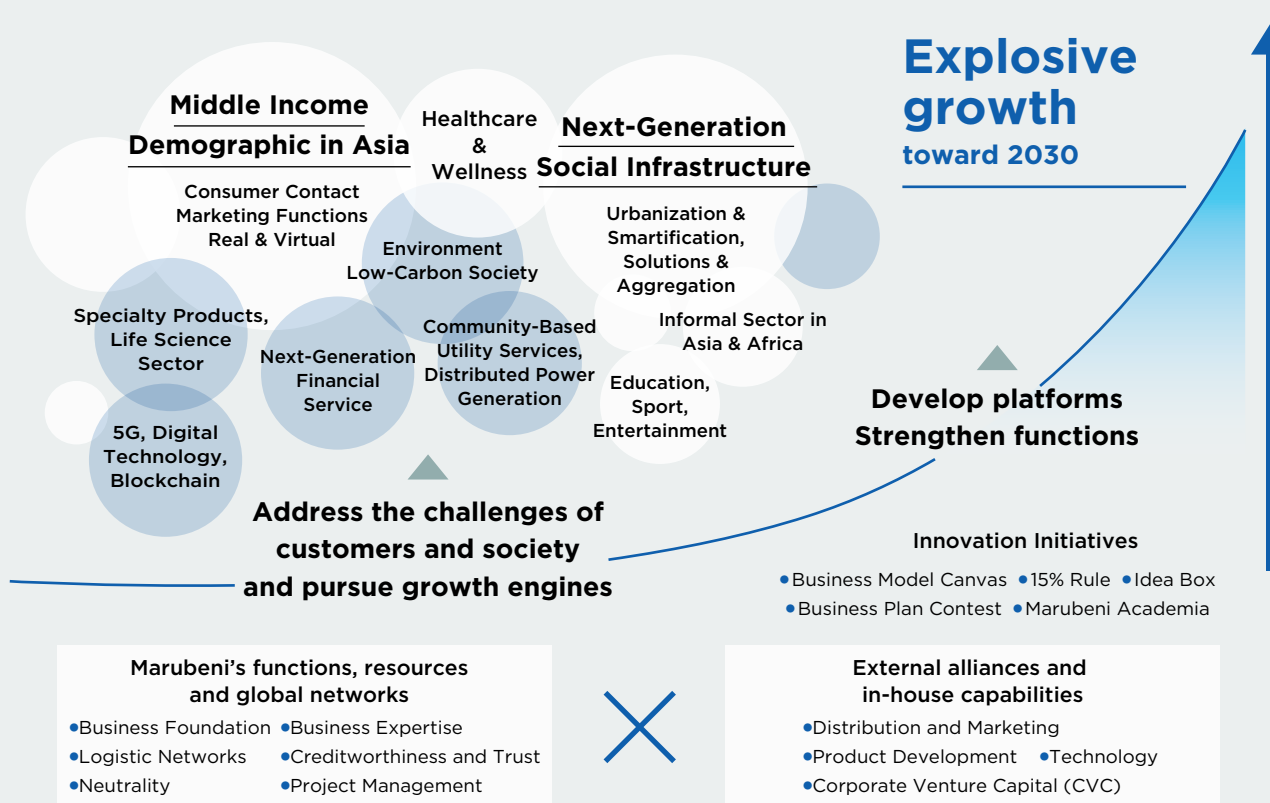 Explosive
growth
toward 2030
Middle Income
Demographic in Asia
Consumer Contact
Marketing Functions
Real & Virtual
Healthcare
&
Wellness
Next-Generation
Social Infrastructure
Urbanization &
Smartification,
Solutions &
Aggregation
Environment
Low-Carbon Society
Specialty Products,
Life Science
Sector
Next-Generation
Financial
Service
Community-Based
Utility Services,
Distributed Power
Generation
Informal Sector in
Asia & Africa
Education,
Sport,
Entertainment
5G, Digital
Technology,
Blockchain
Develop platforms
Strengthen functions
Address the challenges of
customers and society
and pursue growth engines
Innovation Initiatives
•Business Model Canvas •15% Rule •Idea Box
•Business Plan Contest •Marubeni Academia
Marubeni’s functions, resources
and global networks
•Business Foundation •Business Expertise
•Logistic Networks •Creditworthiness and Trust
•Neutrality •Project Management
External alliances and
in-house capabilities
•Distribution and Marketing
•Product Development •Technology
•Corporate Venture Capital (CVC)